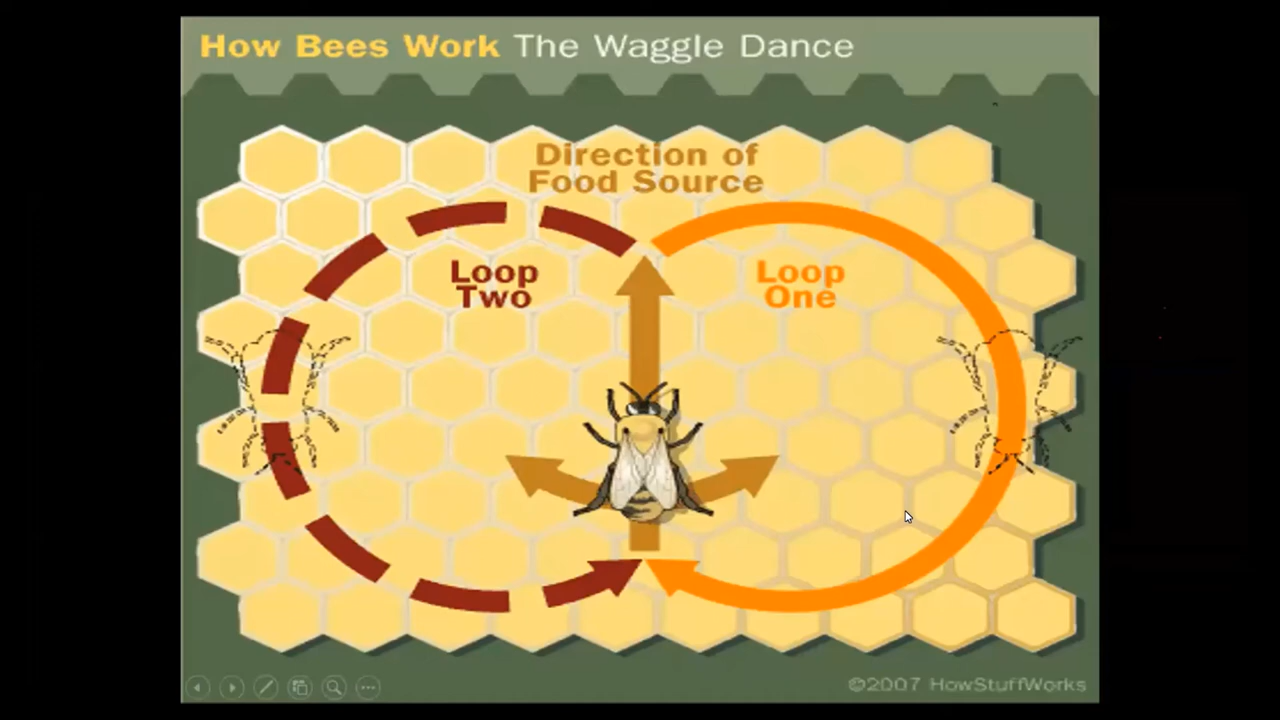 How Bees Work The Waggle Dance
Direction of
Food Source
Loop
Two
Loop
One
©2007 HowStuffWorks